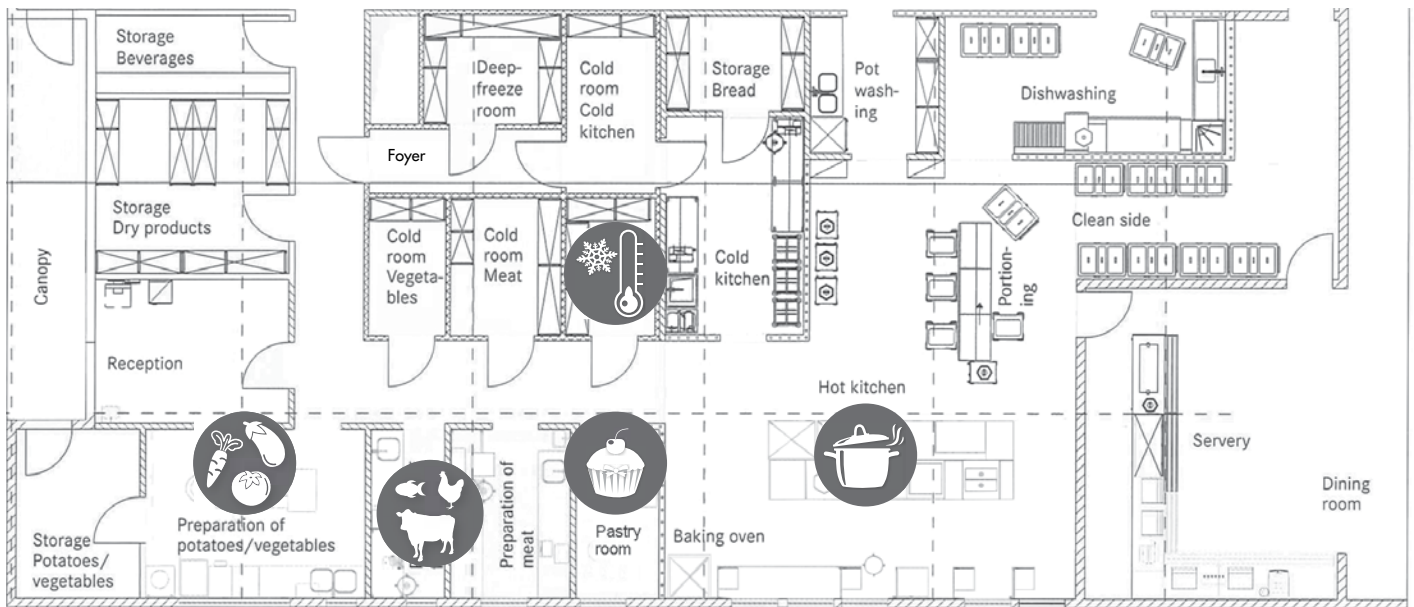 Storage
Beverages
Deep-
freeze
room
Cold
room
Cold
kitchen
Storage
Bread
Pot
wash-
ing
Dishwashing
Foyer
Storage
Dry products
Cold
room
Vegeta-
bles
Cold
room
Meat
Cold
kitchen
Clean side
Portion-
ing
Canopy
Reception
Hot kitchen
Servery
Dining
room
Storage
Potatoes/
vegetables
Preparation of
potatoes/vegetables
Preparation of
meat
Pastry
room
Baking oven